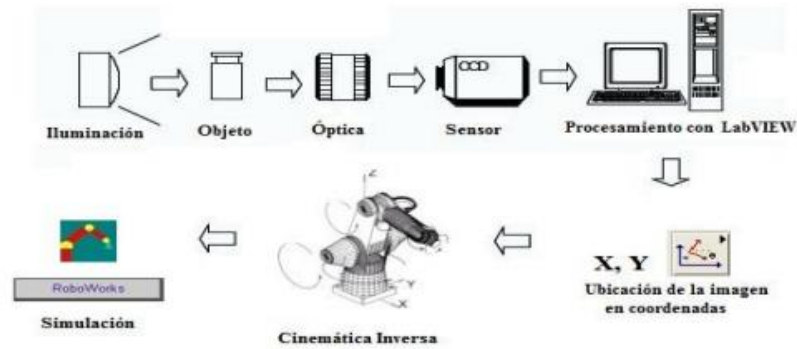 CCD
Iluminación
Objeto
Óptica
Sensor
Procesamiento con LabVIEW
Z
Y
X
X, Y
Ubicación de la imagen
en coordenadas
RoboWorks
Simulación
Cinemática Inversa